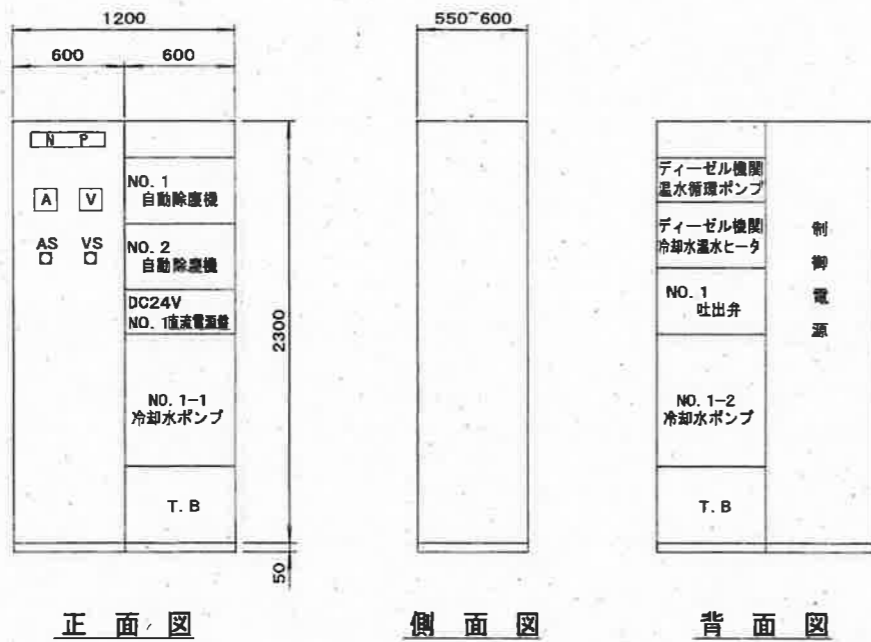 1200
600
600
N P
A
V
AS
VS
NO. 1
自動除塵機
NO. 2
自動除塵機
DC24V
NO. 1直流電源盤
NO. 1-1
冷却水ポンプ
T. B
2300
50
正面図
550~600
側面図
ディーゼル機関
温水循環ポンプ
ディーゼル機関
冷却水温水ヒータ
NO. 1
吐出弁
NO. 1-2
冷却水ポンプ
T. B
制御電源
背面図